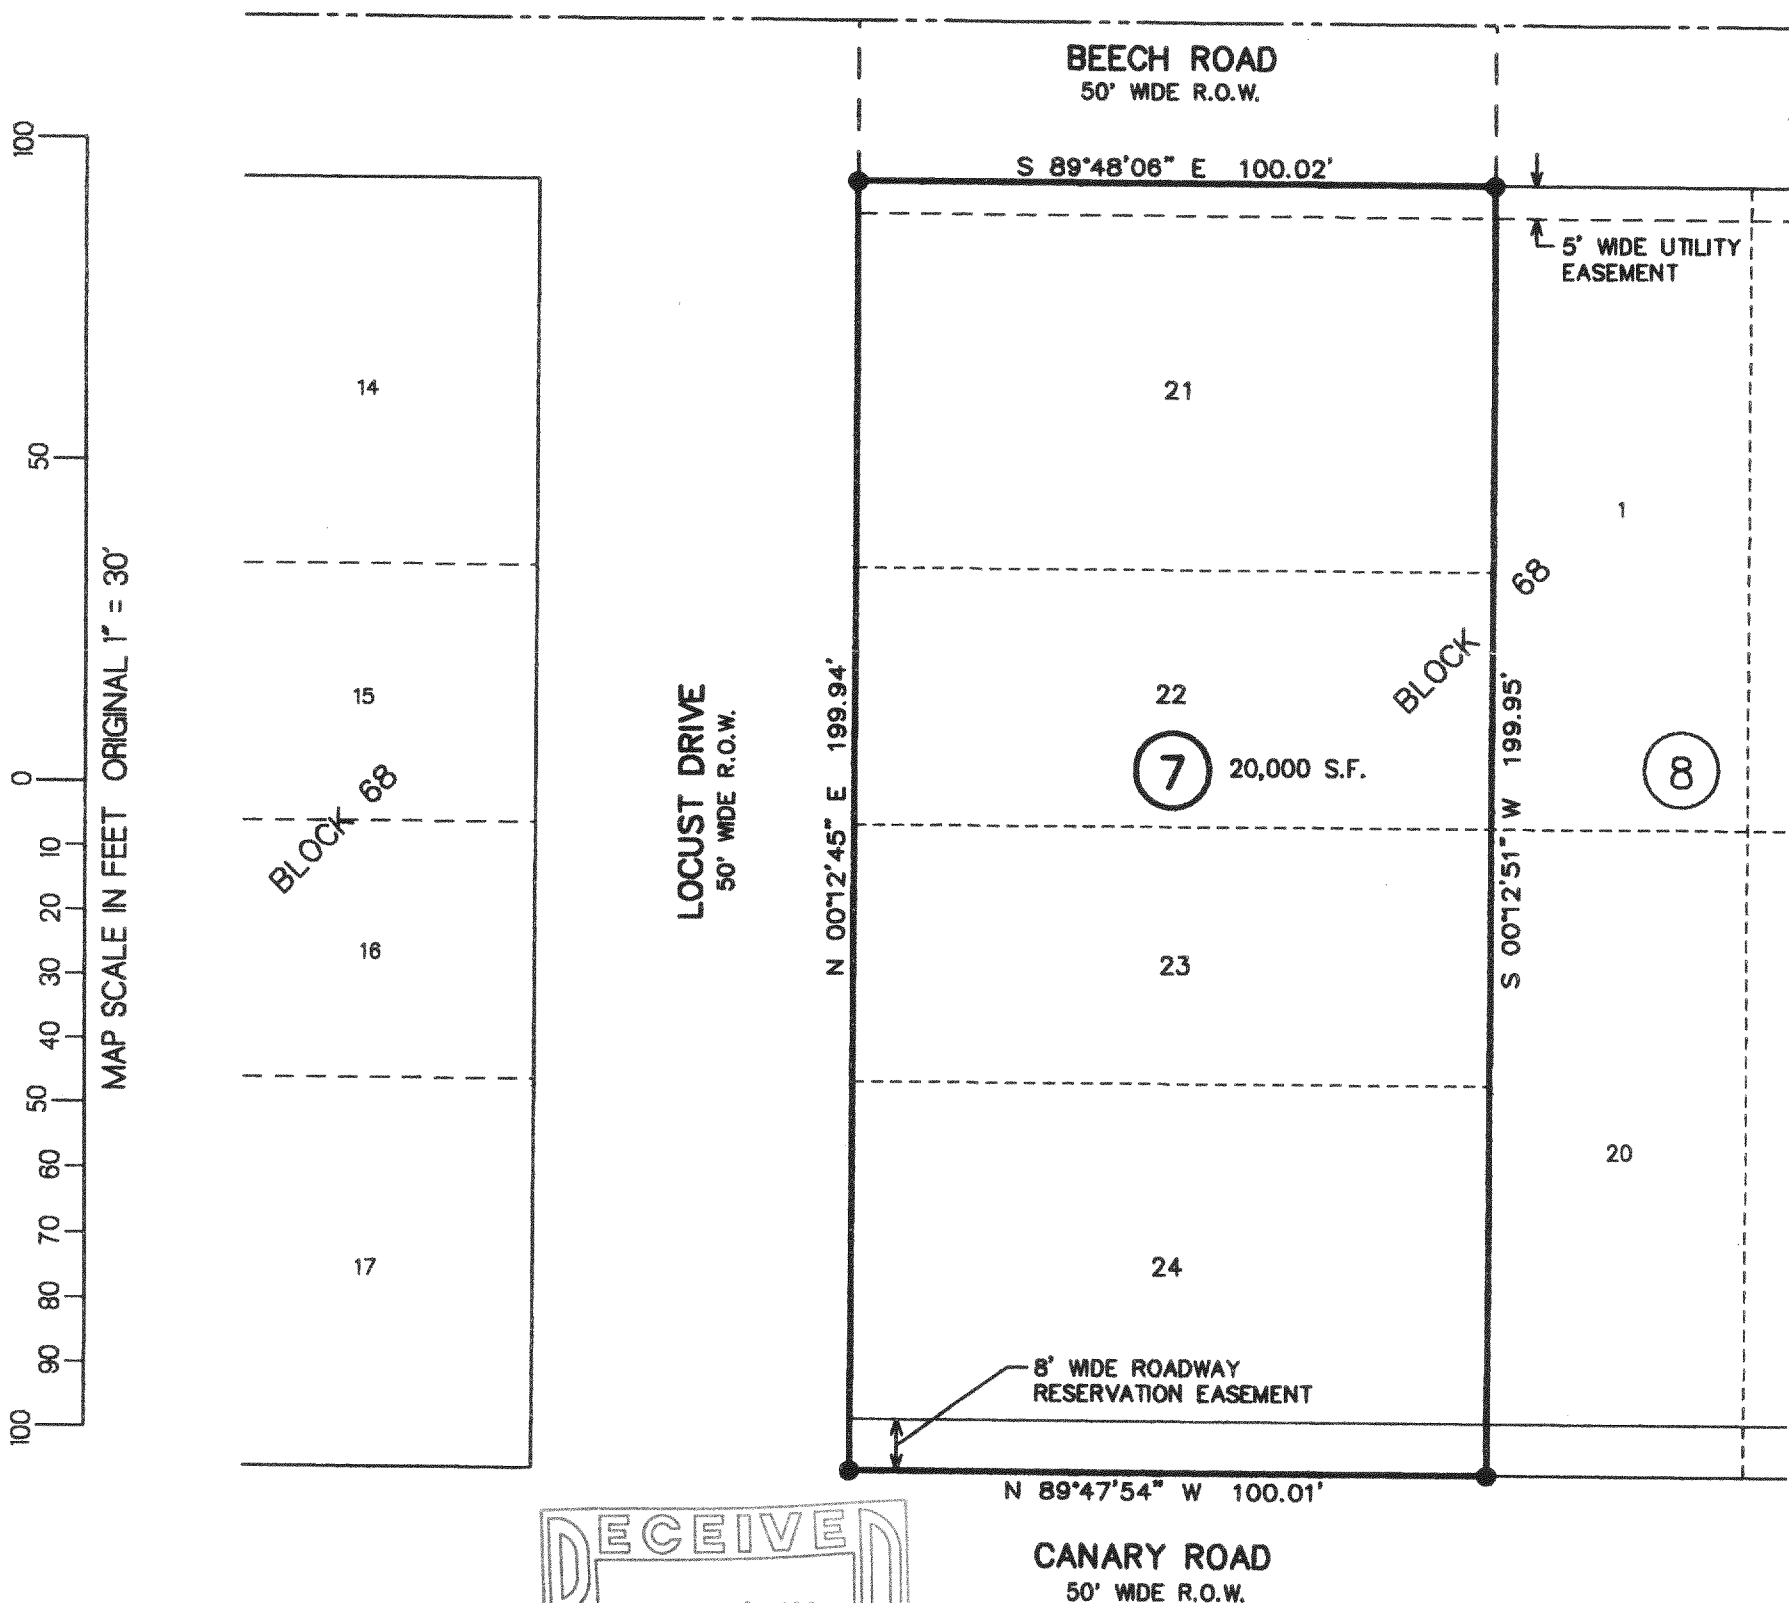 BEECH ROAD
50' WIDE R.O.W.
S 89°48'06" E 100.02'
5' WIDE UTILITY
EASEMENT
100
50
0
10
20
30
40
50
60
70
80
90
100
MAP SCALE IN FEET ORIGINAL 1" = 30'
14
15
BLOCK 68
16
17
LOCUST DRIVE
50' WIDE R.O.W.
N 00°12'45" E 199.94'
21
22
7 20,000 S.F.
23
24
BLOCK 68
S 00°12'51" W 199.95'
1
8
20
8' WIDE ROADWAY
RESERVATION EASEMENT
N 89°47'54" W 100.01'
CANARY ROAD
50' WIDE R.O.W.